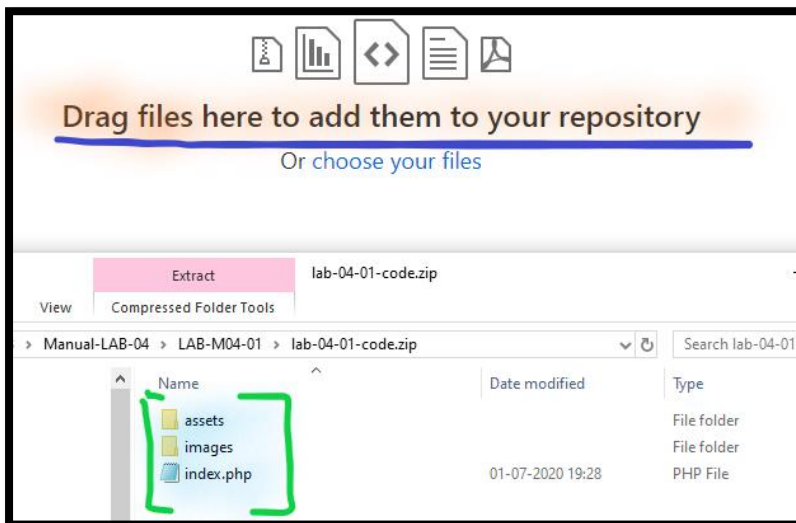 Drag files here to add them to your repository
Or choose your files
Extract lab-04-01-code.zip
View Compressed Folder Tools
Manual-LAB-04 > LAB-M04-01 > lab-04-01-code.zip Search lab-04-01
Name Date modified Type
assets File folder
images File folder
index.php 01-07-2020 19:28 PHP File